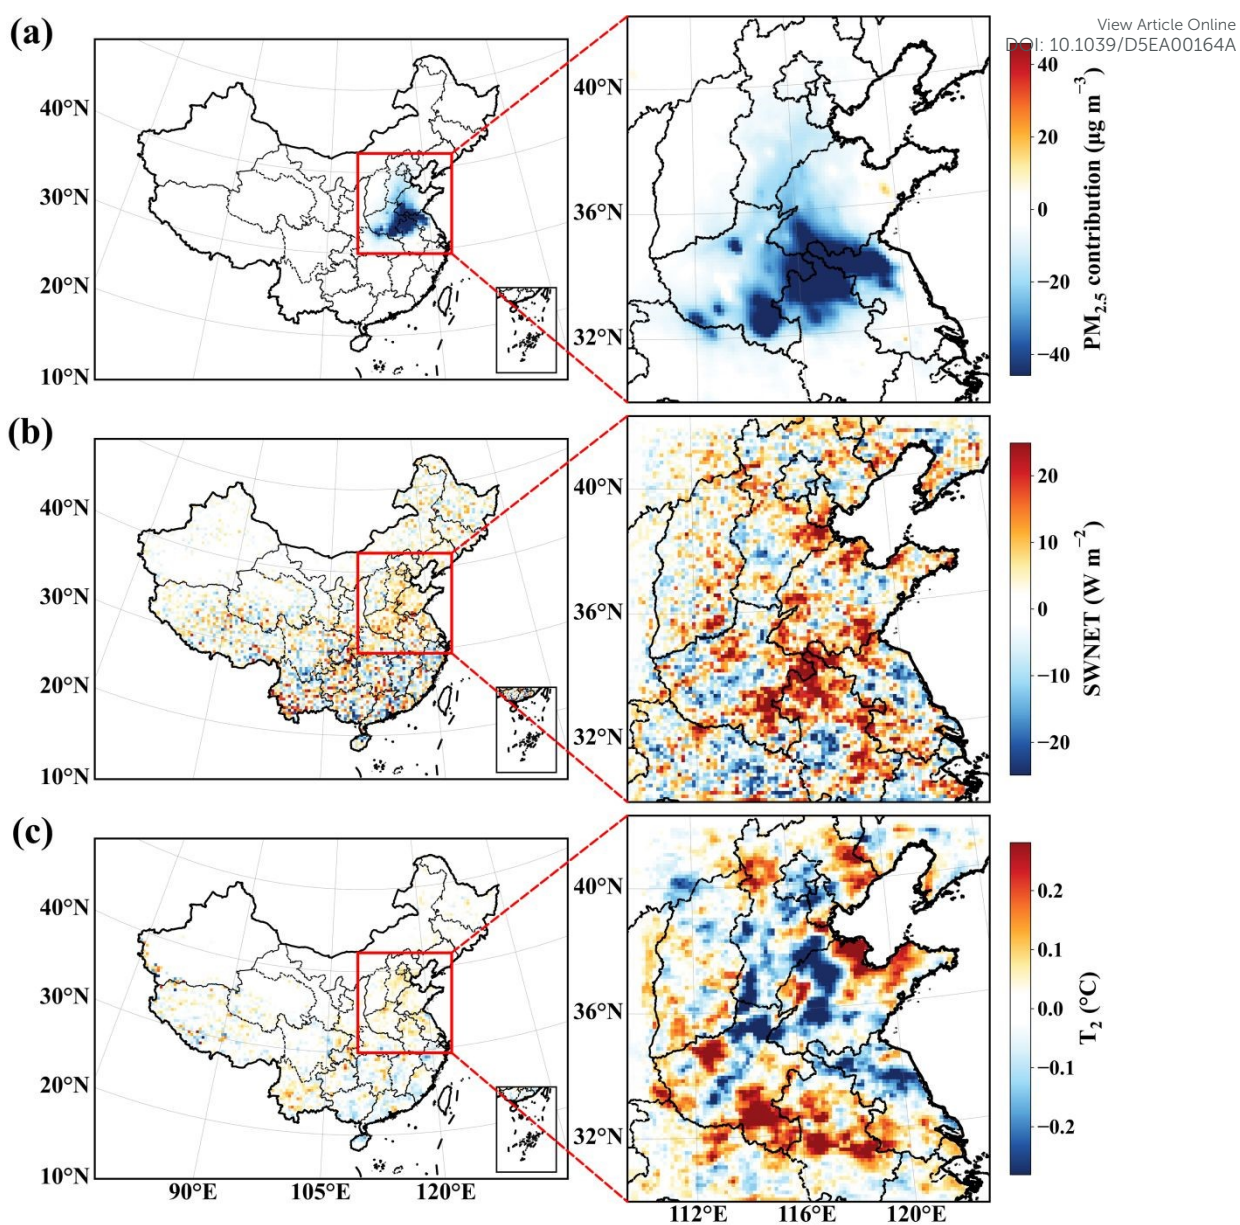 (a)
View Article Online
DOI: 10.1039/D5EA00164A
40°N
30°N
20°N
10°N
40°N
36°N
32°N
40
20
0
−20
−40
PM2.5 contribution (µg m−3)
(b)
40°N
30°N
20°N
10°N
40°N
36°N
32°N
20
10
0
−10
−20
SWNET (W m−2)
(c)
40°N
30°N
20°N
10°N
90°E 105°E 120°E
40°N
36°N
32°N
112°E 116°E 120°E
0.2
0.1
0.0
−0.1
−0.2
T2 (°C)